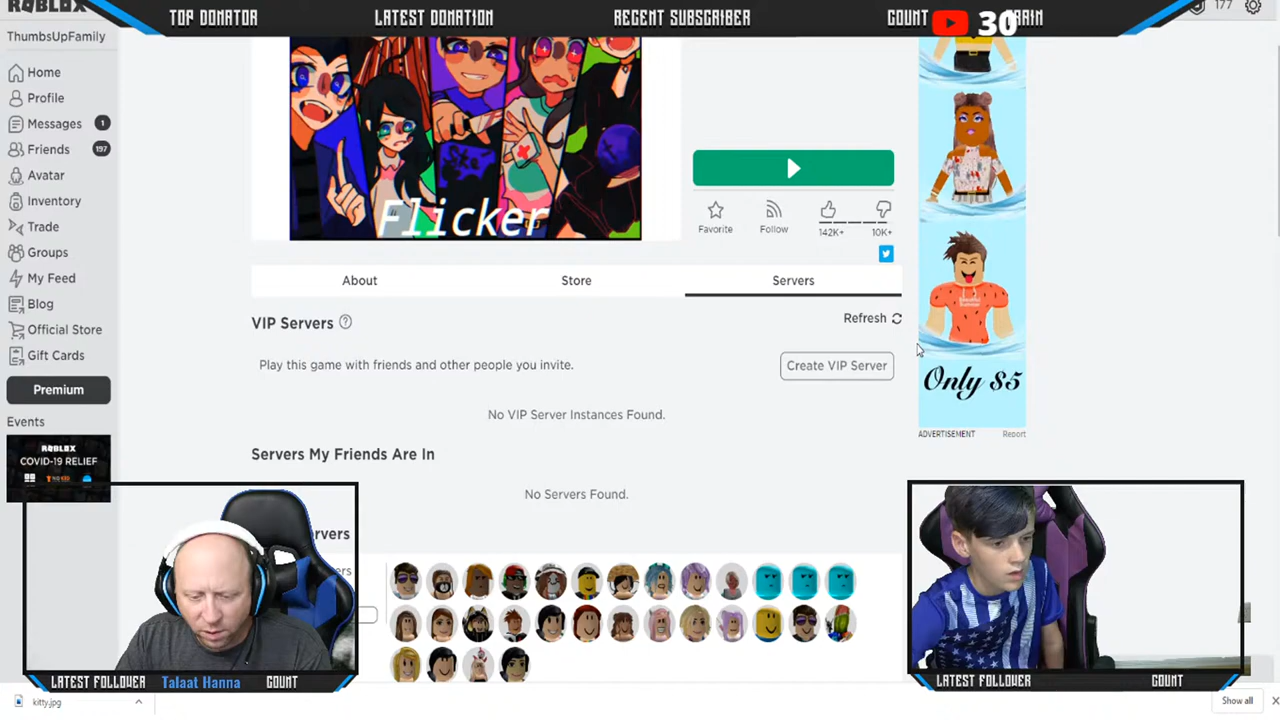 ROBLOX
TOP DONATOR
LATEST DONATION
RECENT SUBSCRIBER
COUNT
30
177
ThumbsUpFamily
Home
Profile
Messages 1
Friends 197
Avatar
Inventory
Trade
Groups
My Feed
Blog
Official Store
Gift Cards
Premium
Events
ROBLOX
COVID-19 RELIEF
Flicker
Favorite
Follow
142K+
10K+
About
Store
Servers
VIP Servers
Refresh
Play this game with friends and other people you invite.
Create VIP Server
No VIP Server Instances Found.
Servers My Friends Are In
No Servers Found.
Only $5
ADVERTISEMENT
Report
LATEST FOLLOWER
Talaat Hanna
COUNT
LATEST FOLLOWER
COUNT
kitty.jpg
Show all